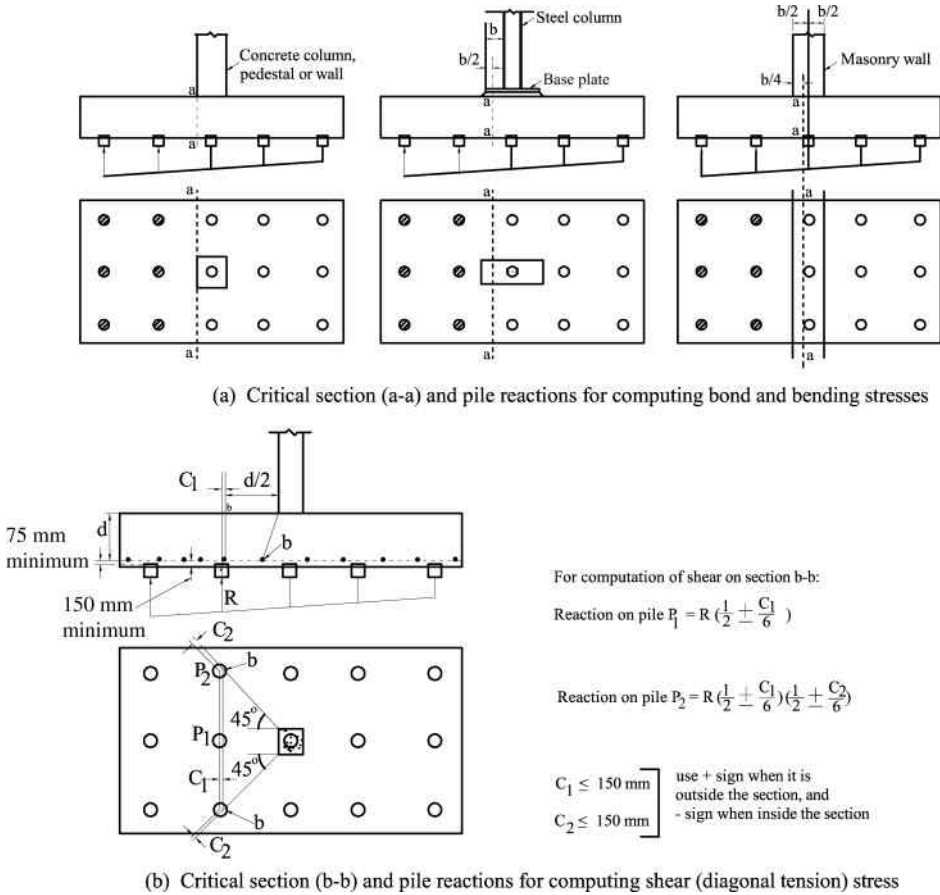 Concrete column,
pedestal or wall
a
a
a
a
Steel column
b
b/2
Base plate
a
a
a
a
b/2 b/2
b/4
Masonry wall
a
a
a
a
(a) Critical section (a-a) and pile reactions for computing bond and bending stresses
C1 d/2
b
d
75 mm
minimum
b
150 mm
minimum
R
C2
P2 b
45°
P1
45°
C1
b
C2
For computation of shear on section b-b:
Reaction on pile P1 = R (1/2 ± C1/6)
Reaction on pile P2 = R(1/2 ± C1/6)(1/2 ± C2/6)
C1 ≤ 150 mm
C2 ≤ 150 mm
use + sign when it is
outside the section, and
- sign when inside the section
(b) Critical section (b-b) and pile reactions for computing shear (diagonal tension) stress